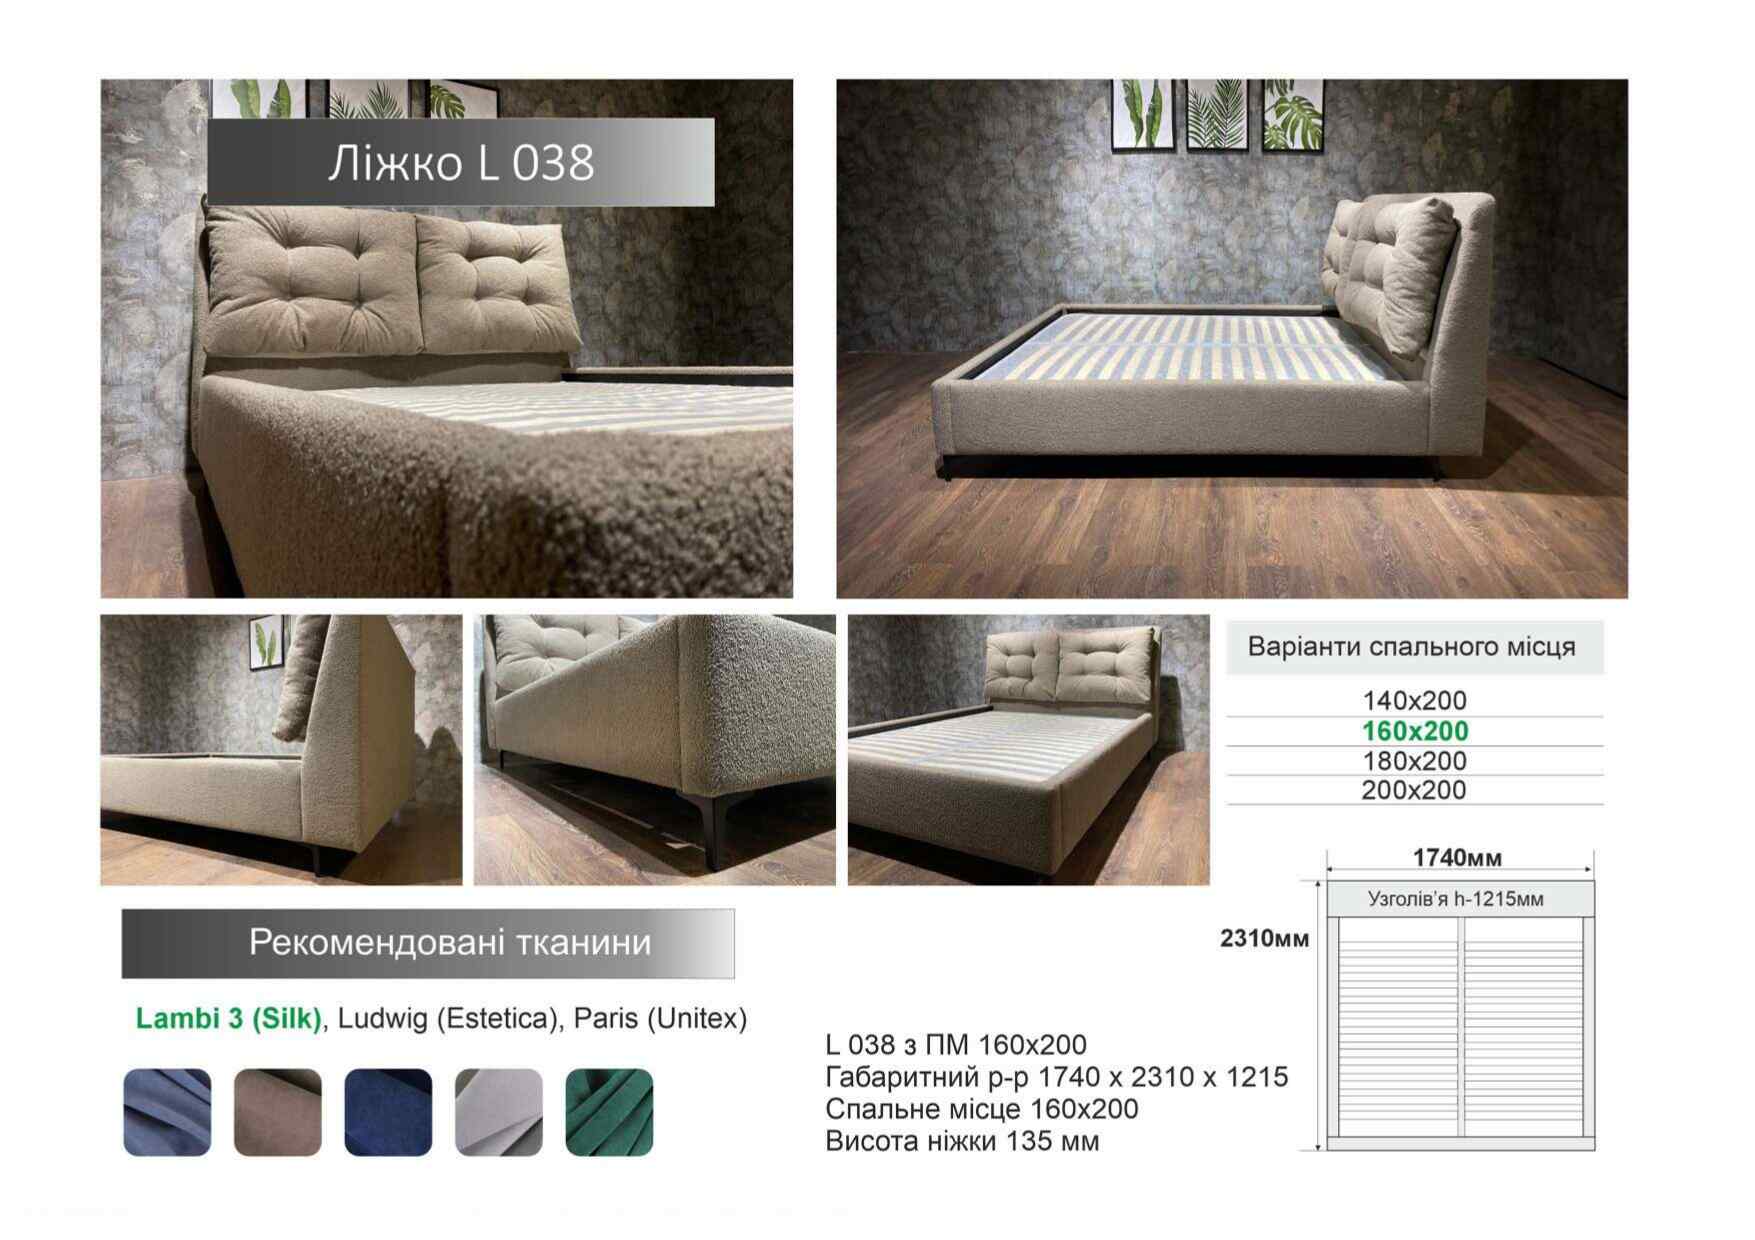 Ліжко L 038
Варіанти спального місця
140x200
160x200
180x200
200x200
1740мм
Узголів’я h-1215мм
2310мм
Рекомендовані тканини
Lambi 3 (Silk), Ludwig (Estetica), Paris (Unitex)
L 038 з ПМ 160x200
Габаритний р-р 1740 x 2310 x 1215
Спальне місце 160x200
Висота ніжки 135 мм